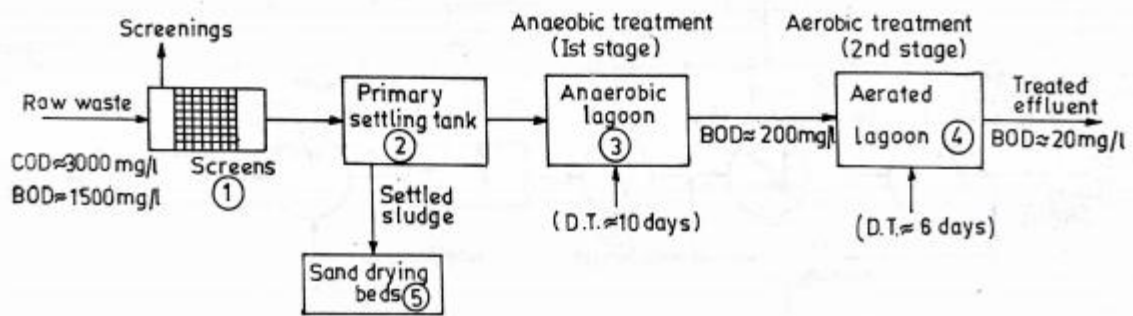 Screenings
Raw waste
COD≈3000 mg/l
BOD≈1500mg/l
Screens
1
Primary
settling tank
2
Settled
sludge
Sand drying
beds 5
Anaeobic treatment
(Ist stage)
Anaerobic
lagoon
3
(D.T.≈10 days)
BOD≈ 200mg/l
Aerobic treatment
(2nd stage)
Aerated
lagoon 4
(D.T.≈ 6 days)
Treated
effluent
BOD≈20mg/l